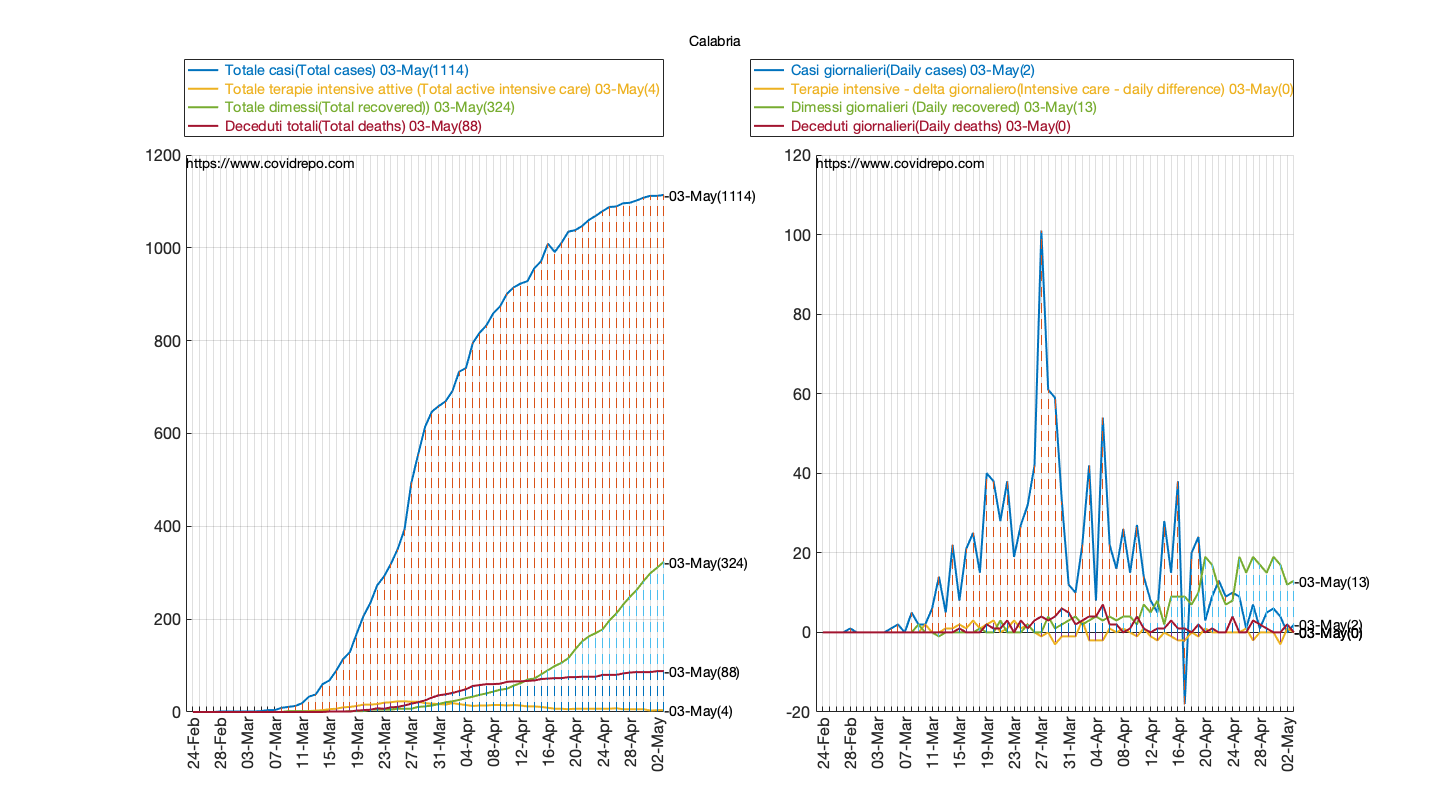 Calabria
Totale casi(Total cases) 03-May(1114)
Totale terapie intensive attive (Total active intensive care) 03-May(4)
Totale dimessi(Total recovered)) 03-May(324)
Deceduti totali(Total deaths) 03-May(88)
https://www.covidrepo.com
1200
1000
800
600
400
200
0
-03-May(1114)
-03-May(324)
-03-May(88)
-03-May(4)
24-Feb
28-Feb
03-Mar
07-Mar
11-Mar
15-Mar
19-Mar
23-Mar
27-Mar
31-Mar
04-Apr
08-Apr
12-Apr
16-Apr
20-Apr
24-Apr
28-Apr
02-May
Casi giornalieri(Daily cases) 03-May(2)
Terapie intensive - delta giornaliero(Intensive care - daily difference) 03-May(0)
Dimessi giornalieri (Daily recovered) 03-May(13)
Deceduti giornalieri(Daily deaths) 03-May(0)
https://www.covidrepo.com
120
100
80
60
40
20
0
-20
-03-May(13)
-03-May(2)
-03-May(0)
24-Feb
28-Feb
03-Mar
07-Mar
11-Mar
15-Mar
19-Mar
23-Mar
27-Mar
31-Mar
04-Apr
08-Apr
12-Apr
16-Apr
20-Apr
24-Apr
28-Apr
02-May